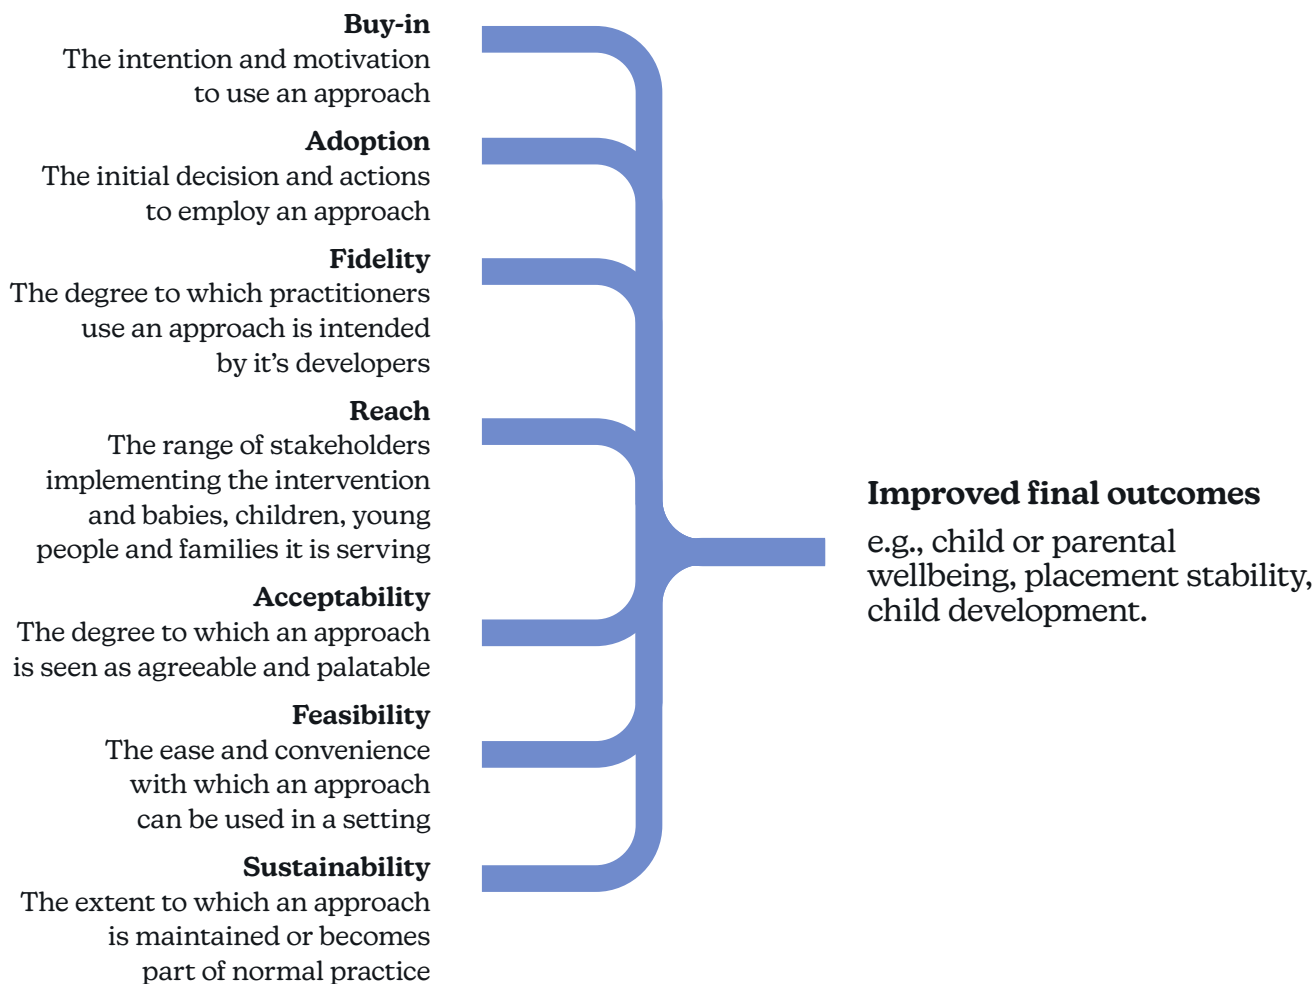 Buy-in
The intention and motivation
to use an approach
Adoption
The initial decision and actions
to employ an approach
Fidelity
The degree to which practitioners
use an approach is intended
by it’s developers
Reach
The range of stakeholders
implementing the intervention
and babies, children, young
people and families it is serving
Acceptability
The degree to which an approach
is seen as agreeable and palatable
Feasibility
The ease and convenience
with which an approach
can be used in a setting
Sustainability
The extent to which an approach
is maintained or becomes
part of normal practice
Improved final outcomes
e.g., child or parental
wellbeing, placement stability,
child development.